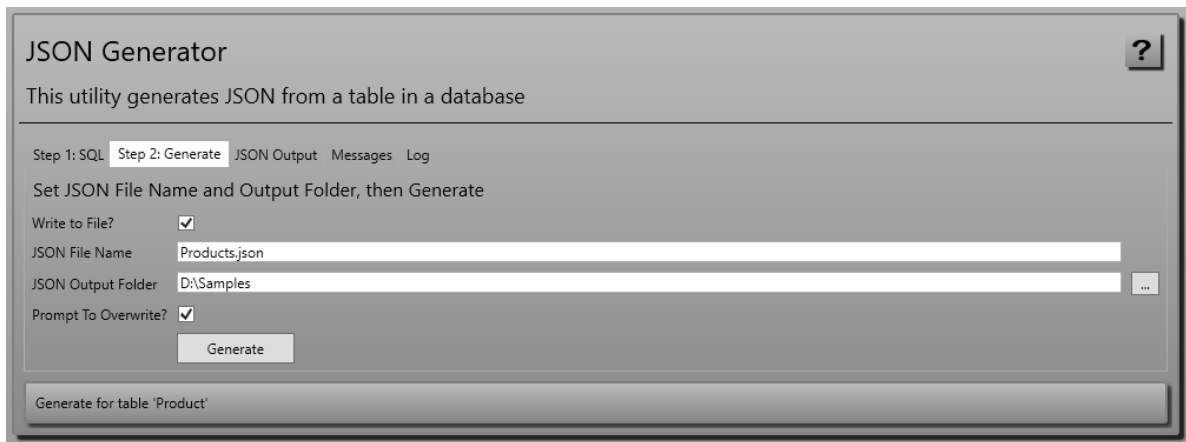 JSON Generator
?
This utility generates JSON from a table in a database
Step 1: SQL Step 2: Generate JSON Output Messages Log
Set JSON File Name and Output Folder, then Generate
Write to File?
JSON File Name Products.json
JSON Output Folder D:\Samples ...
Prompt To Overwrite?
Generate
Generate for table 'Product'